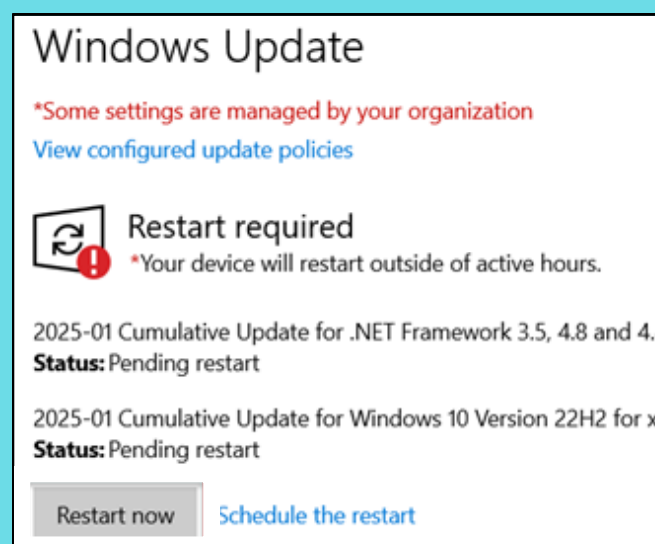 Windows Update
*Some settings are managed by your organization
View configured update policies
Restart required
*Your device will restart outside of active hours.
2025-01 Cumulative Update for .NET Framework 3.5, 4.8 and 4.
Status: Pending restart
2025-01 Cumulative Update for Windows 10 Version 22H2 for x
Status: Pending restart
Restart now Schedule the restart